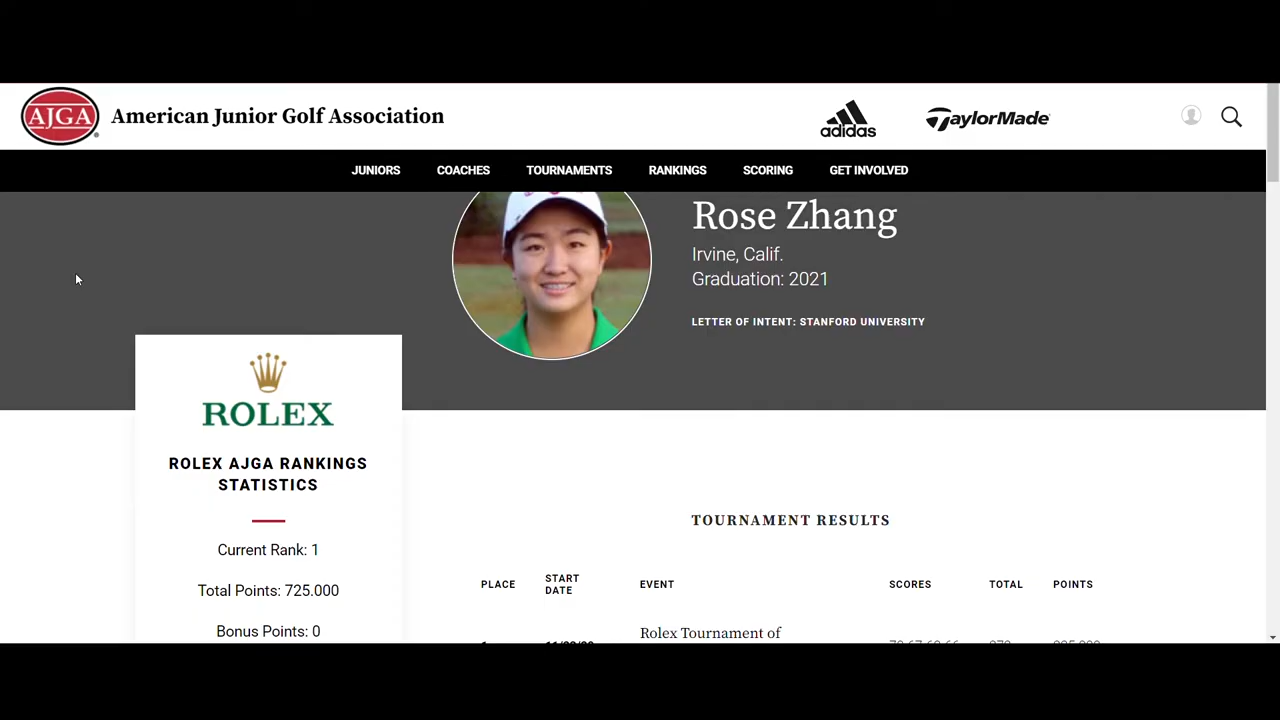 AJGA
American Junior Golf Association
adidas
TaylorMade
JUNIORS COACHES TOURNAMENTS RANKINGS SCORING GET INVOLVED
Rose Zhang
Irvine, Calif.
Graduation: 2021
LETTER OF INTENT: STANFORD UNIVERSITY
ROLEX
ROLEX AJGA RANKINGS
STATISTICS
Current Rank: 1
Total Points: 725.000
Bonus Points: 0
TOURNAMENT RESULTS
PLACE START DATE EVENT SCORES TOTAL POINTS
Rolex Tournament of